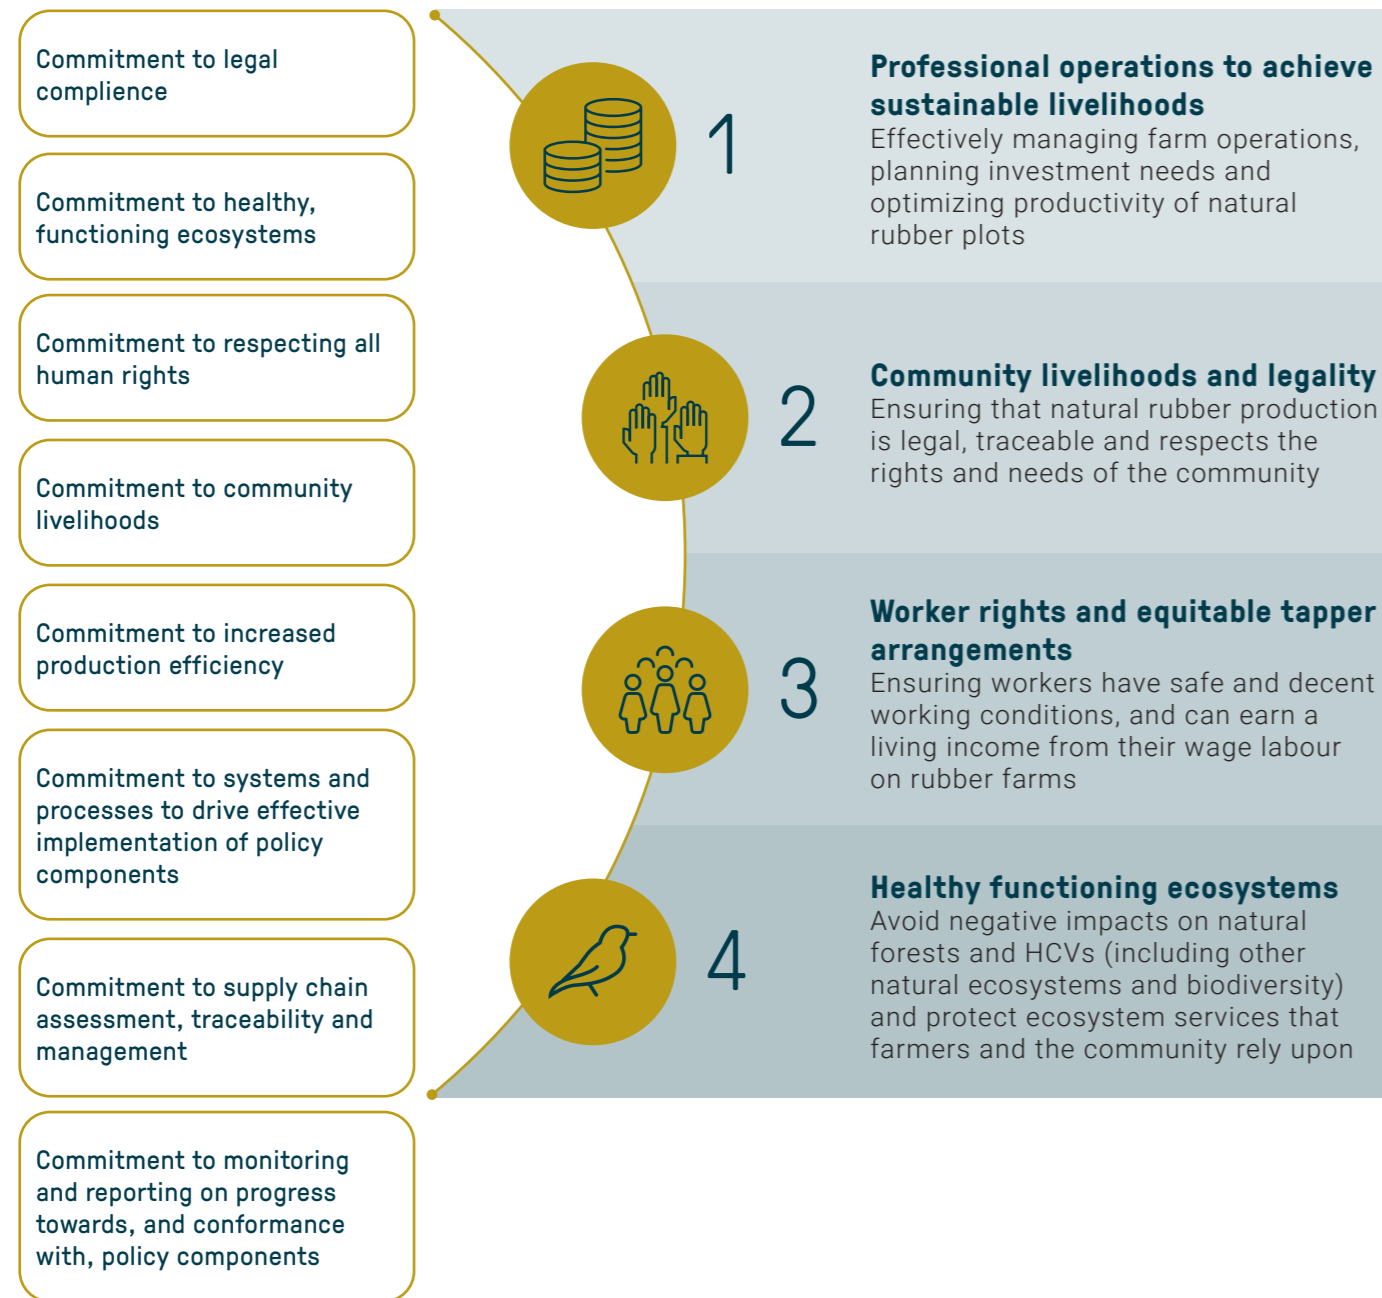 Commitment to legal
complience
Commitment to healthy,
functioning ecosystems
Commitment to respecting all
human rights
Commitment to community
livelihoods
Commitment to increased
production efficiency
Commitment to systems and
processes to drive effective
implementation of policy
components
Commitment to supply chain
assessment, traceability and
management
Commitment to monitoring
and reporting on progress
towards, and conformance
with, policy components
1
Professional operations to achieve
sustainable livelihoods
Effectively managing farm operations,
planning investment needs and
optimizing productivity of natural
rubber plots
2
Community livelihoods and legality
Ensuring that natural rubber production
is legal, traceable and respects the
rights and needs of the community
3
Worker rights and equitable tapper
arrangements
Ensuring workers have safe and decent
working conditions, and can earn a
living income from their wage labour
on rubber farms
4
Healthy functioning ecosystems
Avoid negative impacts on natural
forests and HCVs (including other
natural ecosystems and biodiversity)
and protect ecosystem services that
farmers and the community rely upon